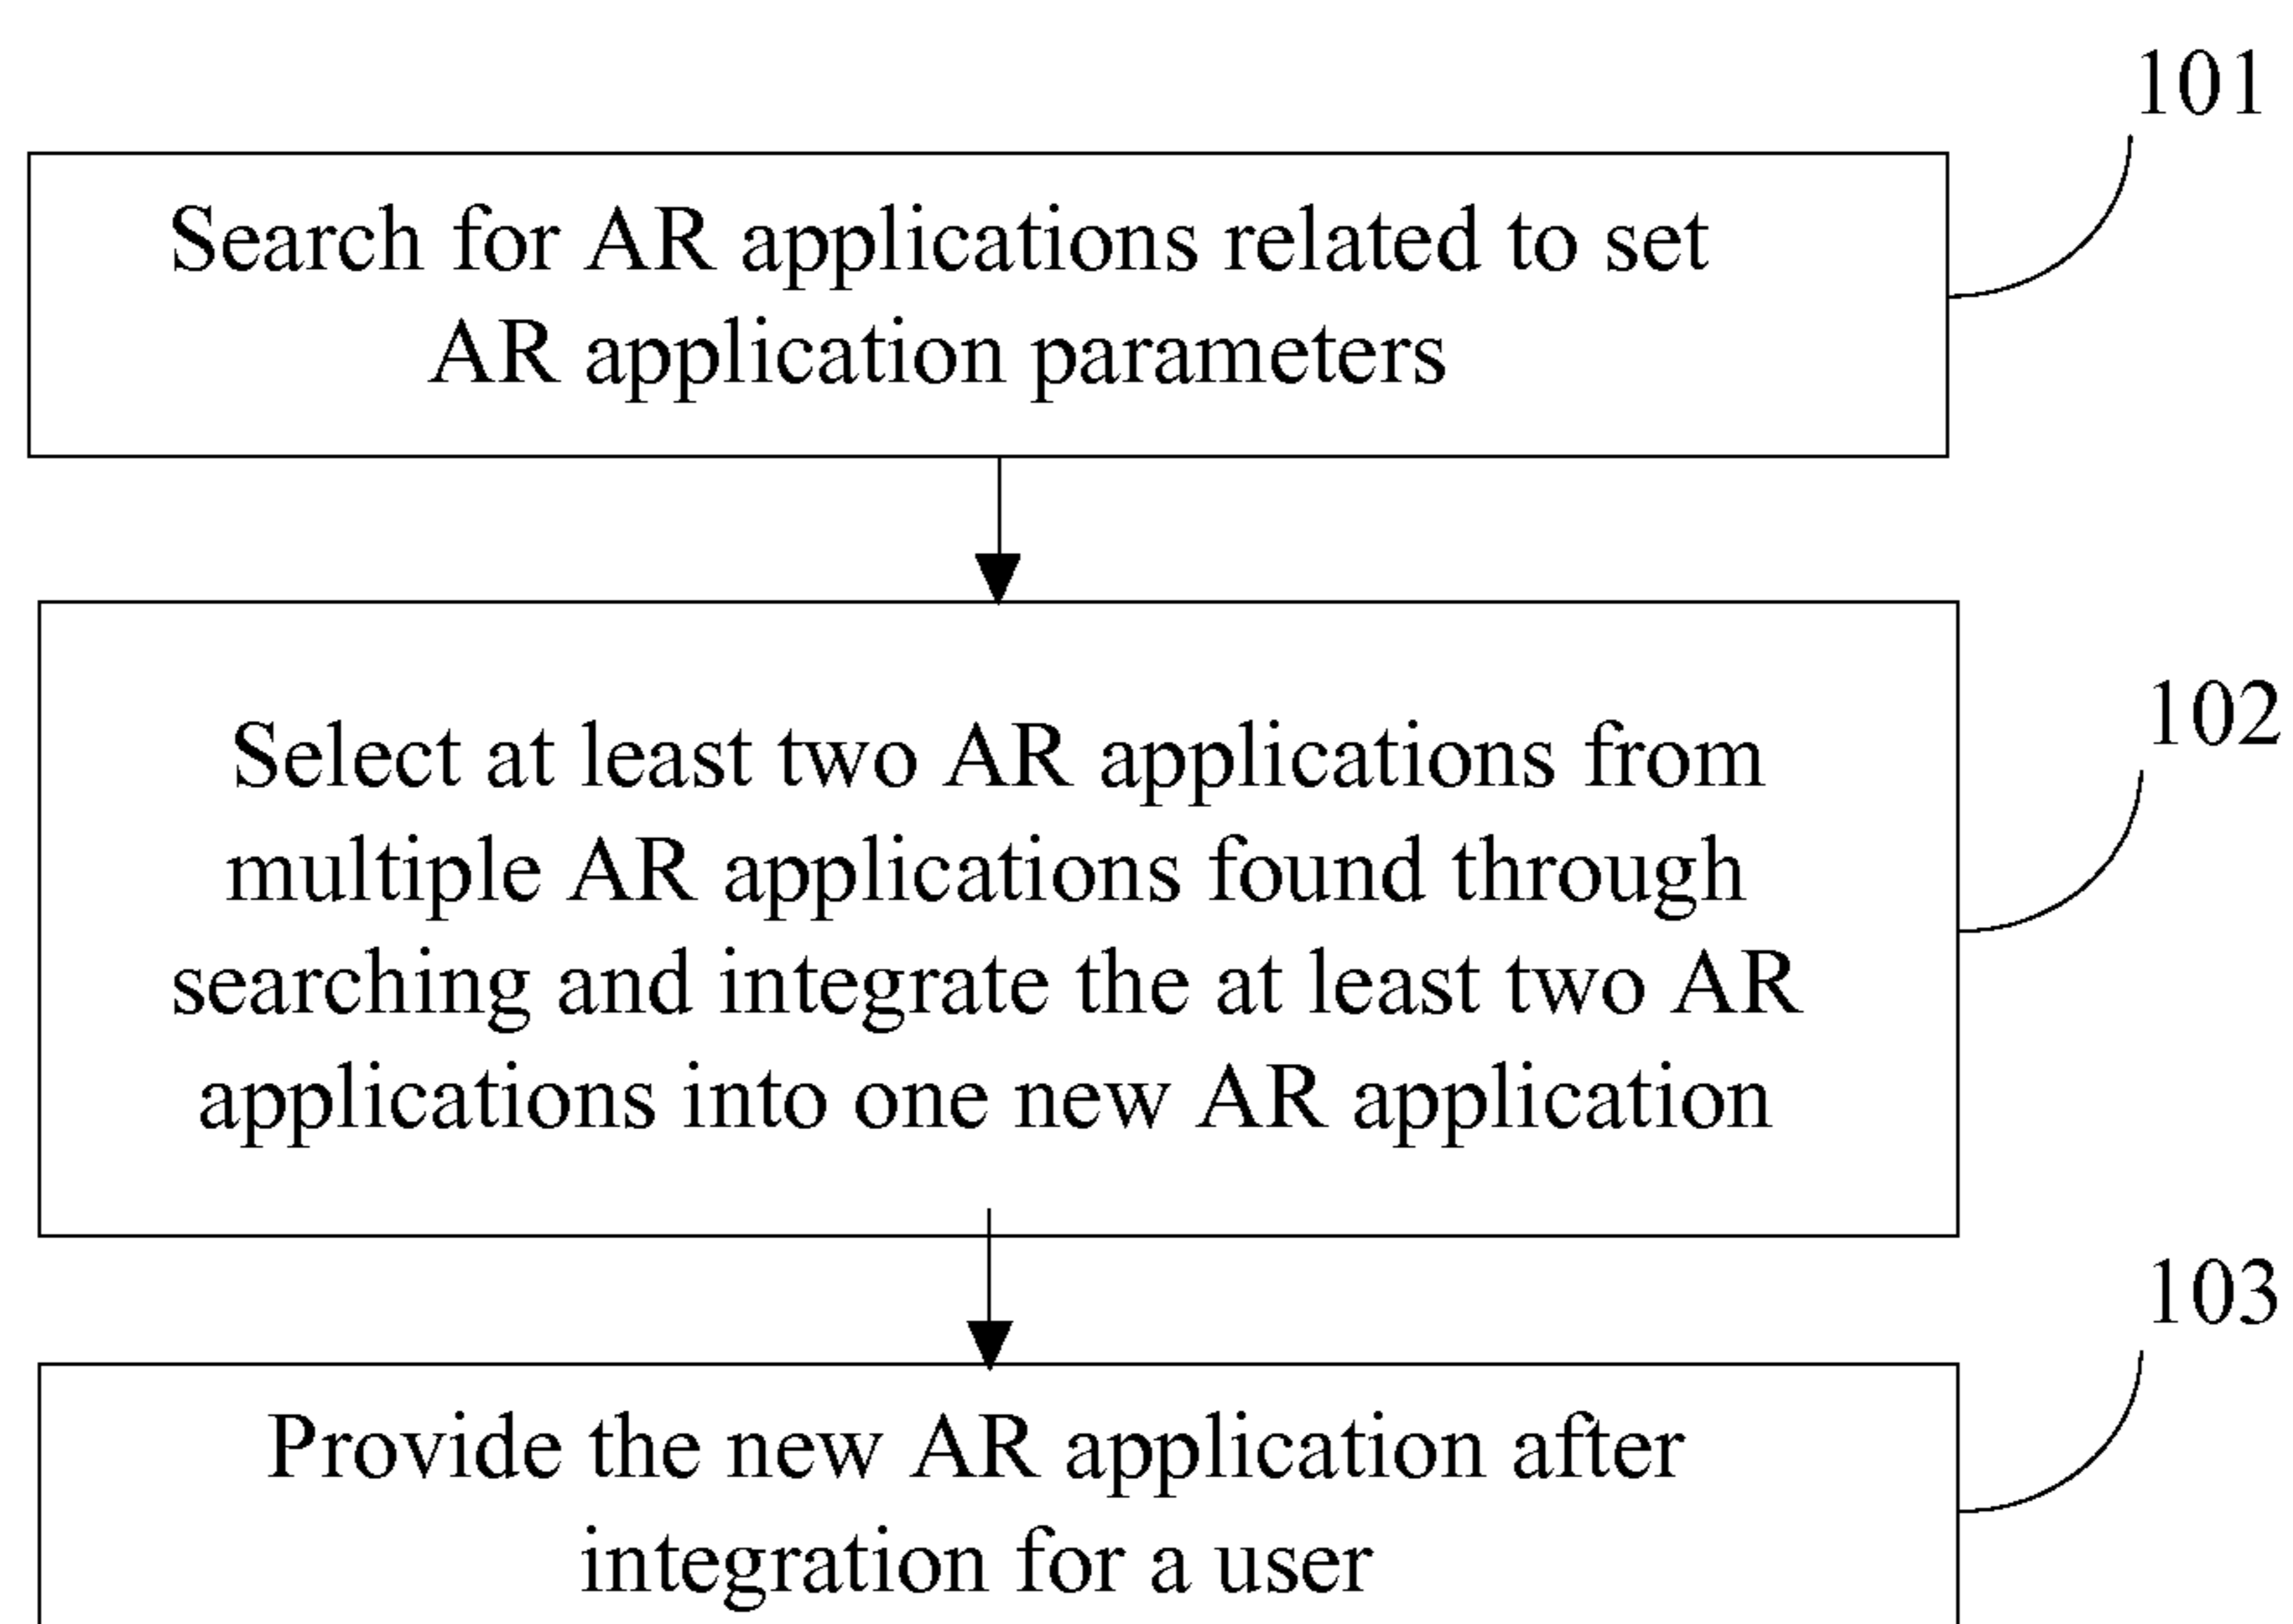 101
Search for AR applications related to set
AR application parameters
102
Select at least two AR applications from
multiple AR applications found through
searching and integrate the at least two AR
applications into one new AR application
103
Provide the new AR application after
integration for a user